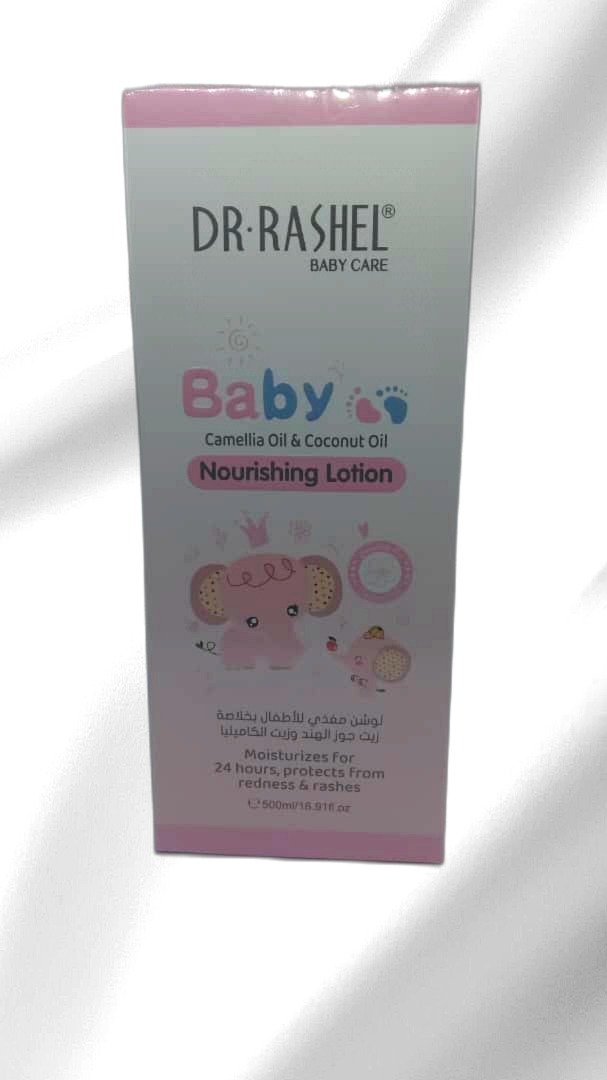 DR·RASHEL®
BABY CARE
Baby
Camellia Oil & Coconut Oil
Nourishing Lotion
لوشن مغذي للأطفال بخلاصة
زيت جوز الهند وزيت الكاميليا
Moisturizes for
24 hours, protects from
redness & rashes
500ml/16.91fl.oz